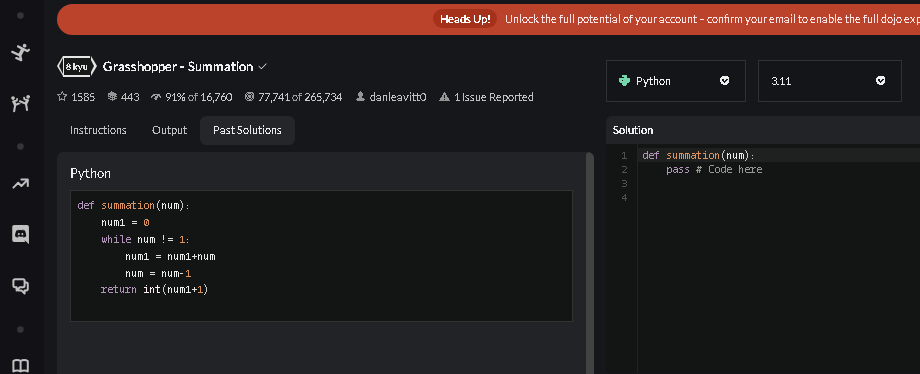 Heads Up! Unlock the full potential of your account - confirm your email to enable the full dojo exp
8 kyu Grasshopper - Summation
1585 443 91% of 16,760 77,741 of 265,734 danleavitt0 1 Issue Reported
Python 3.11
Instructions Output Past Solutions
Solution
Python
def summation(num):
    num1 = 0
    while num != 1:
        num1 = num1+num
        num = num-1
    return int(num1+1)
1 def summation(num):
2     pass # Code here
3
4